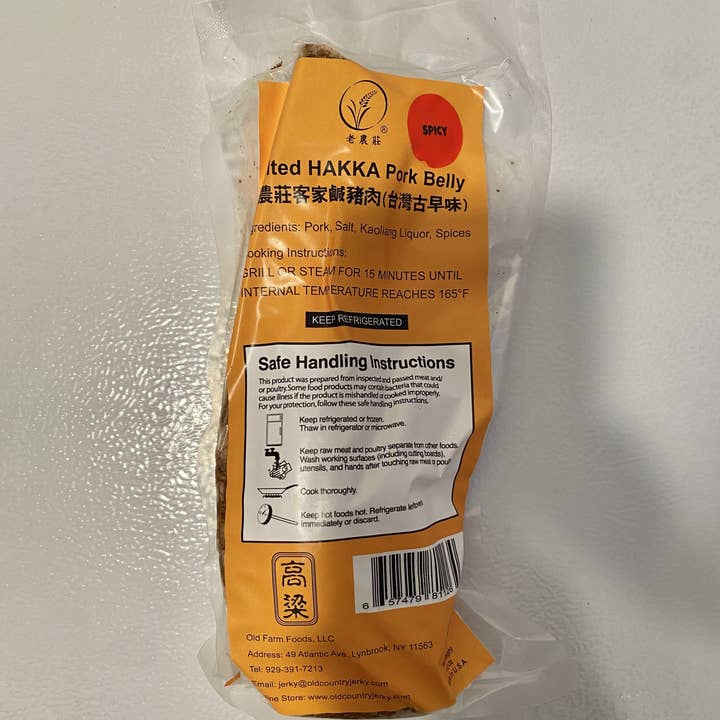 老農莊®
SPICY
HAKKA Pork Belly
農莊客家鹹豬肉(台灣古早味)
Pork, Salt, Kaoliang Liquor, Spices
Cooking Instructions:
GRILL OR STEAM FOR 15 MINUTES UNTIL
INTERNAL TEMPERATURE REACHES 165°F
KEEP REFRIGERATED
Safe Handling Instructions
This product was prepared from inspected and passed meat and/
or poultry. Some food products may contain bacteria that could
cause illness if the product is mishandled or cooked improperly.
For your protection, follow these safe handling instructions.
Keep refrigerated or frozen.
Thaw in refrigerator or microwave.
Keep raw meat and poultry separate from other foods.
Wash working surfaces (including cutting boards),
utensils, and hands after touching raw meat or
Cook thoroughly.
Keep hot foods hot. Refrigerate leftovers
immediately or discard.
高粱
6 57479
Old Farm Foods, LLC
Address: 49 Atlantic Ave. Lynbrook, NY 11563
Tel: 929-391-7213
Email: jerky@oldcountryjerky.com
Store: www.oldcountryjerky.com
U.S.A.